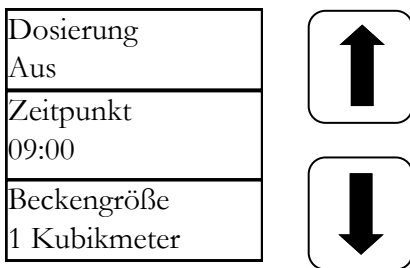 Dosierung
Aus
Zeitpunkt
09:00
Beckengröße
1 Kubikmeter